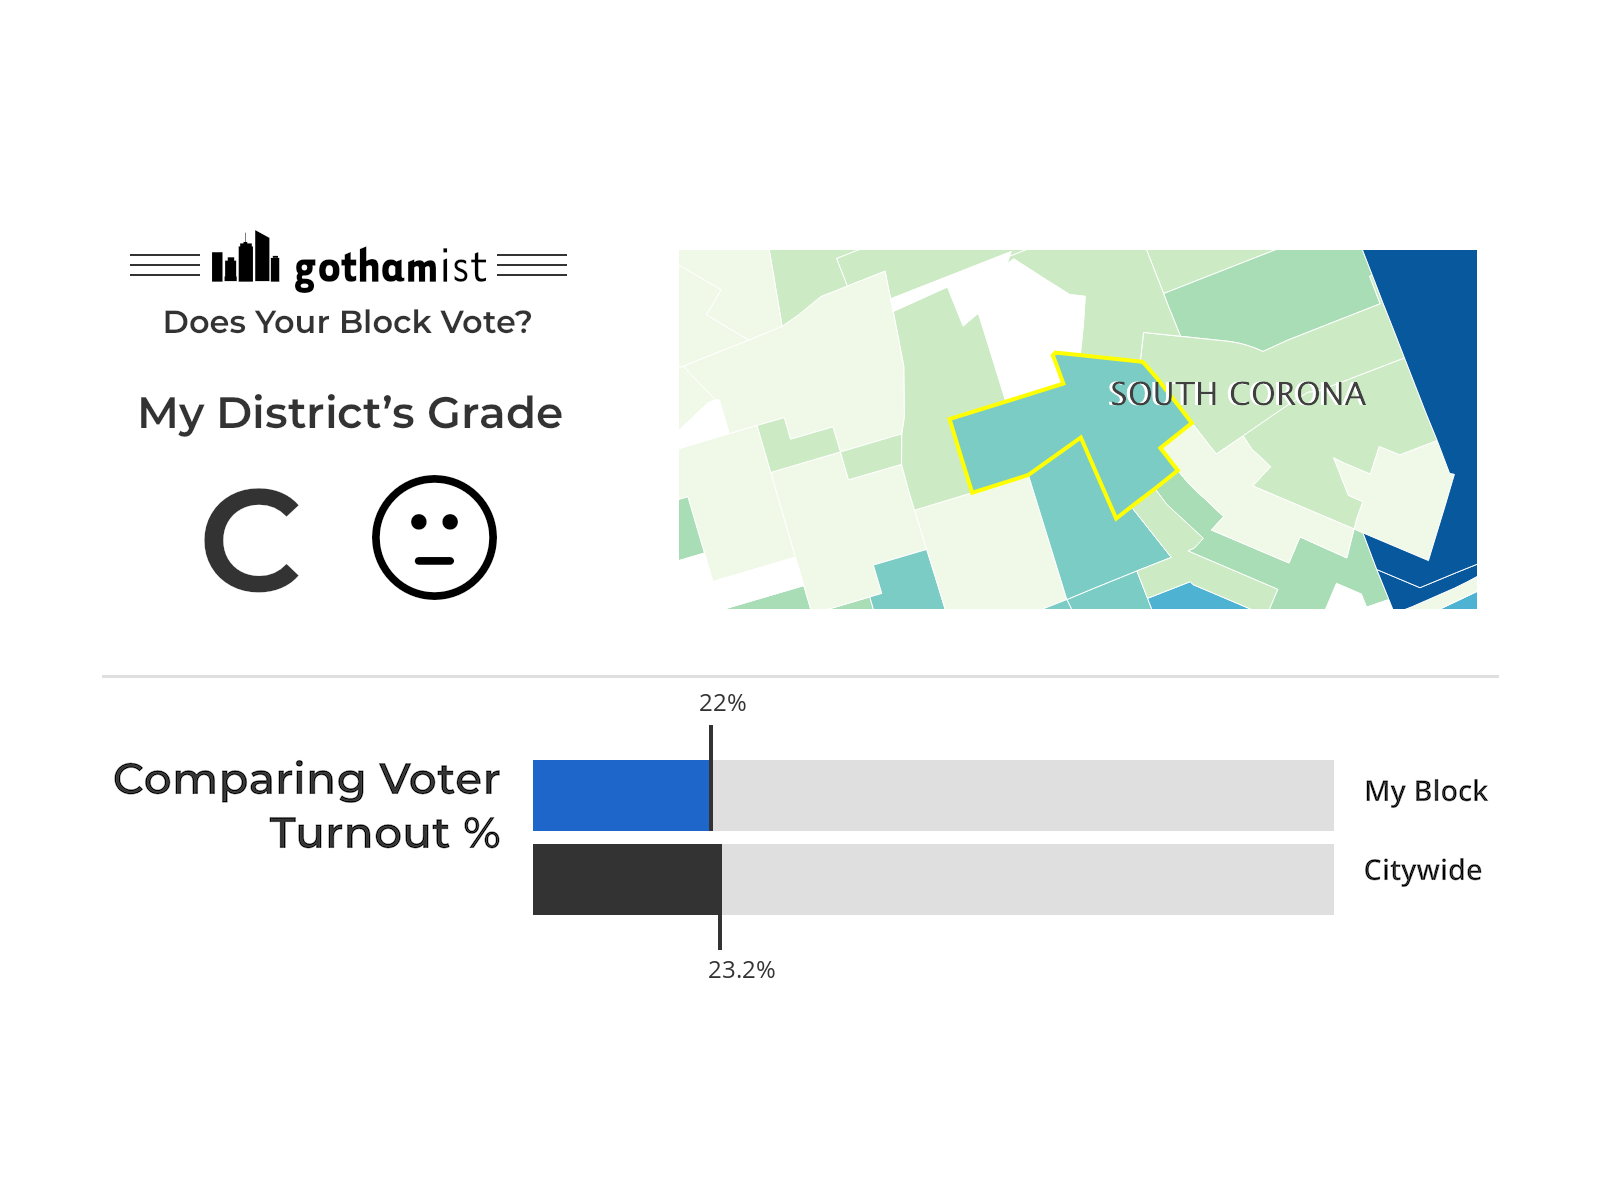 gothamist
Does Your Block Vote?
My District’s Grade
C
SOUTH CORONA
22%
Comparing Voter
Turnout %
My Block
Citywide
23.2%